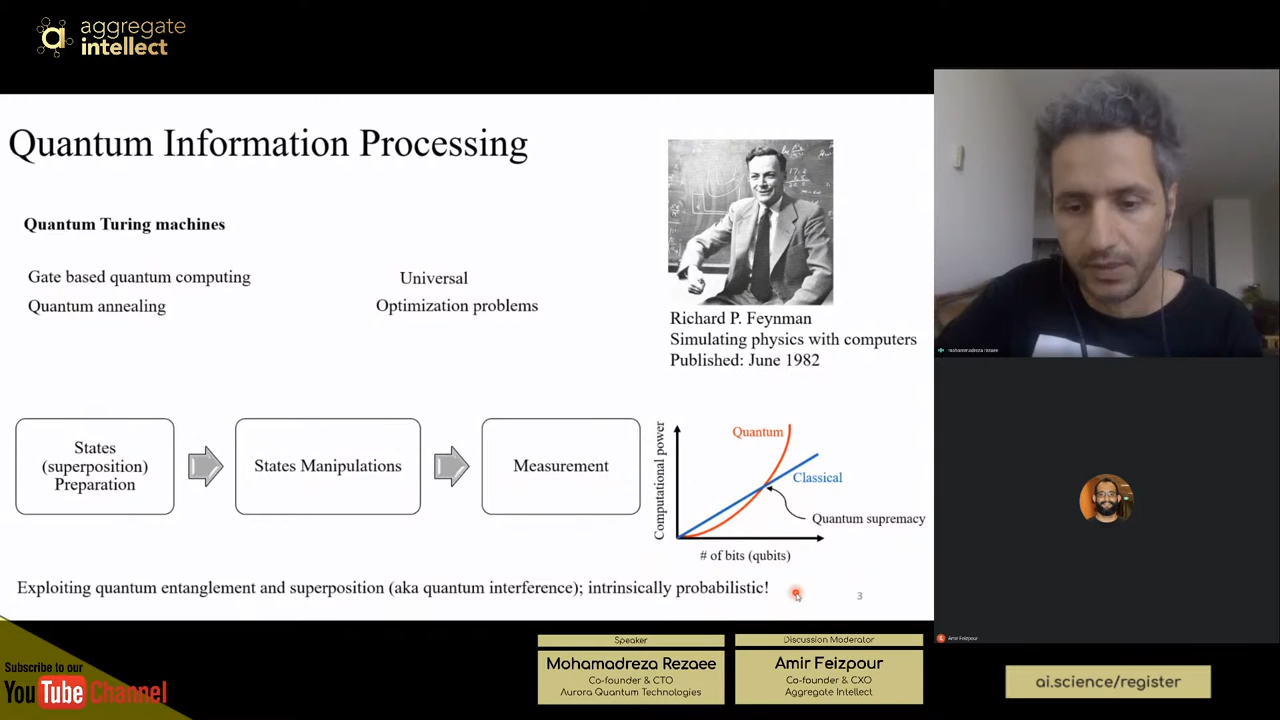 aggregate
intellect
Quantum Information Processing
Quantum Turing machines
Gate based quantum computing
Universal
Quantum annealing
Optimization problems
Richard P. Feynman
Simulating physics with computers
Published: June 1982
States
(superposition)
Preparation
States Manipulations
Measurement
Computational power
Quantum
Classical
Quantum supremacy
# of bits (qubits)
Exploiting quantum entanglement and superposition (aka quantum interference); intrinsically probabilistic!
3
mohammadreza rezaee
Amir Feizpour
Subscribe to our
YouTube Channel
Speaker
Mohamadreza Rezaee
Co-founder & CTO
Aurora Quantum Technologies
Discussion Moderator
Amir Feizpour
Co-founder & CXO
Aggregate Intellect
ai.science/register